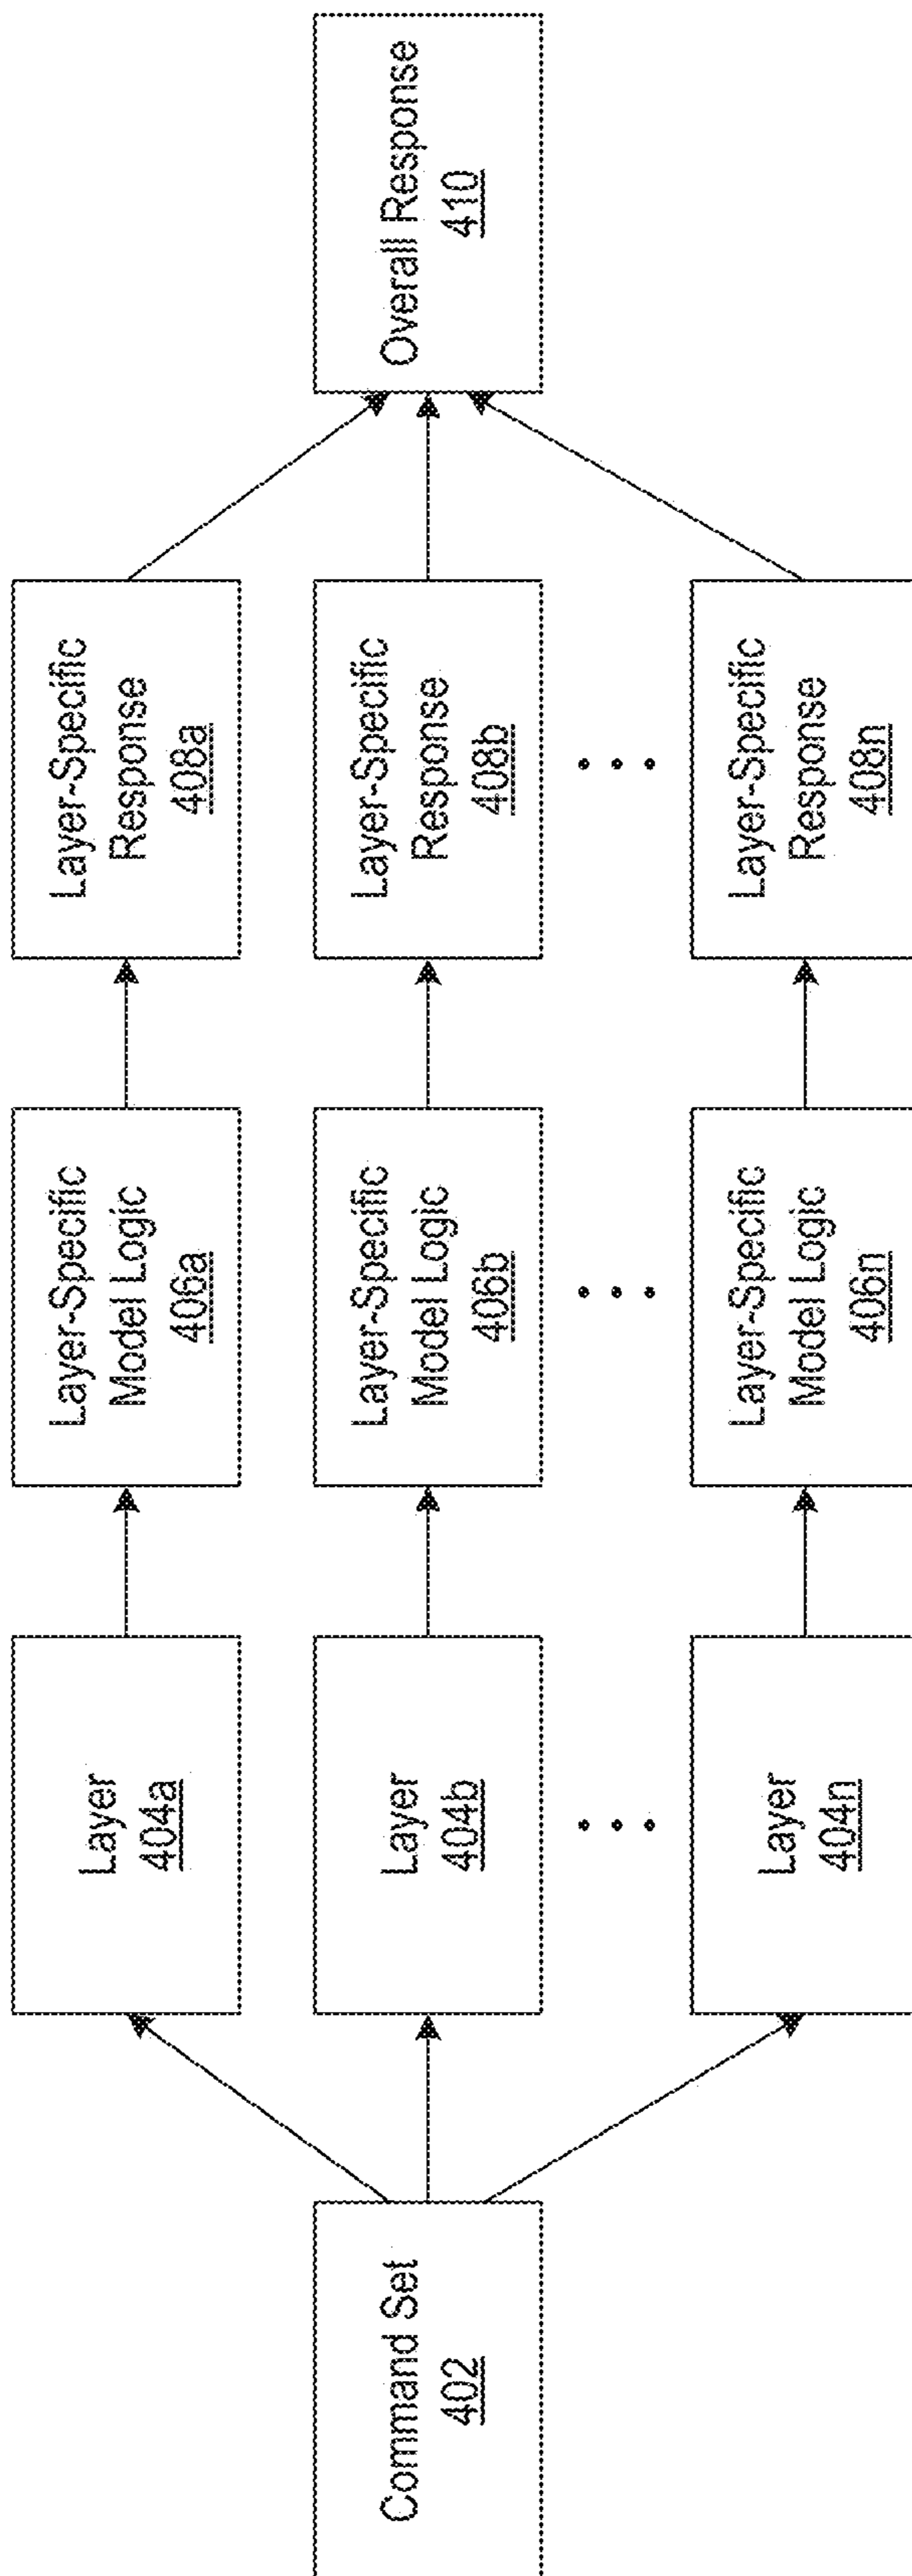 Command Set
402
Layer
404a
Layer
404b
Layer
404n
Layer-Specific
Model Logic
406a
Layer-Specific
Model Logic
406b
Layer-Specific
Model Logic
406n
Layer-Specific
Response
408a
Layer-Specific
Response
408b
Layer-Specific
Response
408n
Overall Response
410